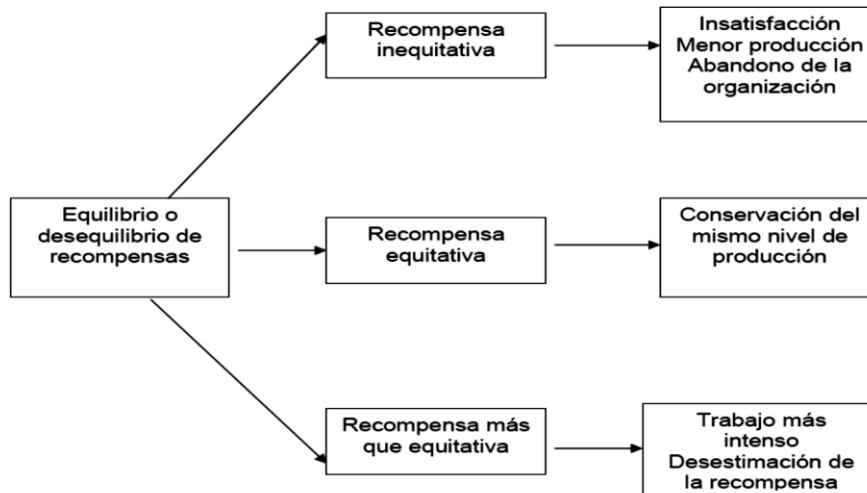 Recompensa
inequitativa
Insatisfacción
Menor producción
Abandono de la
organización
Equilibrio o
desequilibrio de
recompensas
Recompensa
equitativa
Conservación del
mismo nivel de
producción
Recompensa más
que equitativa
Trabajo más
intenso
Desestimación de
la recompensa